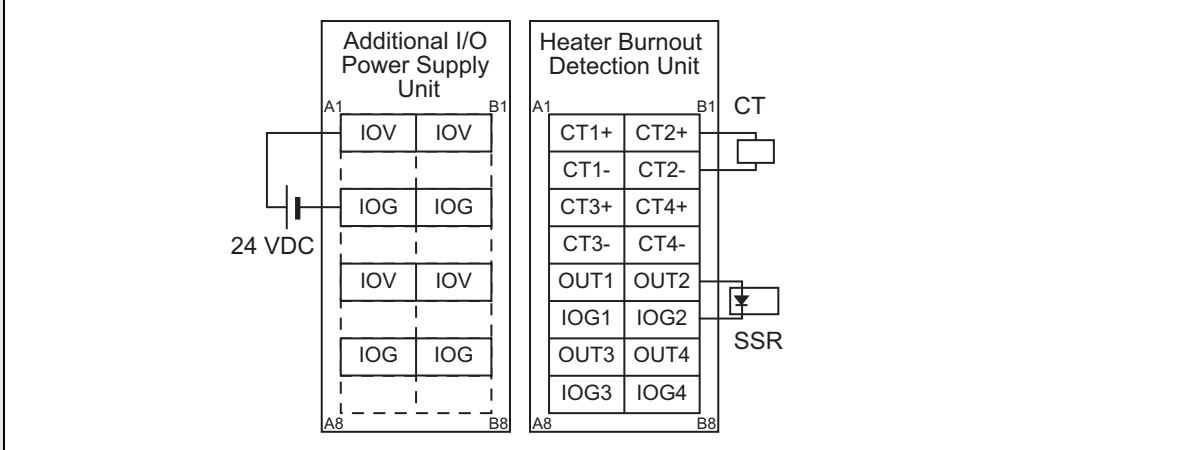 Additional I/O
Power Supply
Unit
A1 B1
IOV IOV
IOG IOG
24 VDC
IOV IOV
IOG IOG
A8 B8
Heater Burnout
Detection Unit
A1 B1
CT
CT1+ CT2+
CT1- CT2-
CT3+ CT4+
CT3- CT4-
OUT1 OUT2
IOG1 IOG2
SSR
OUT3 OUT4
IOG3 IOG4
A8 B8